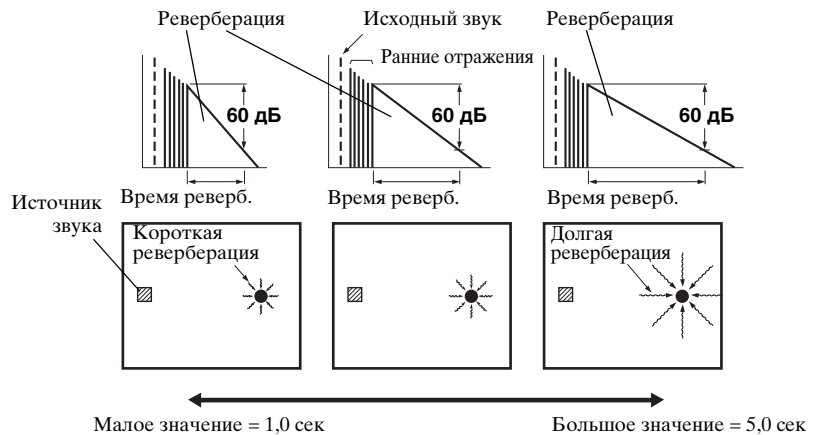 Реверберация
Исходный звук
Реверберация
Ранние отражения
60 дБ
60 дБ
60 дБ
Время реверб.
Время реверб.
Время реверб.
Источник
звука
Короткая
реверберация
Долгая
реверберация
Малое значение = 1,0 сек
Большое значение = 5,0 сек